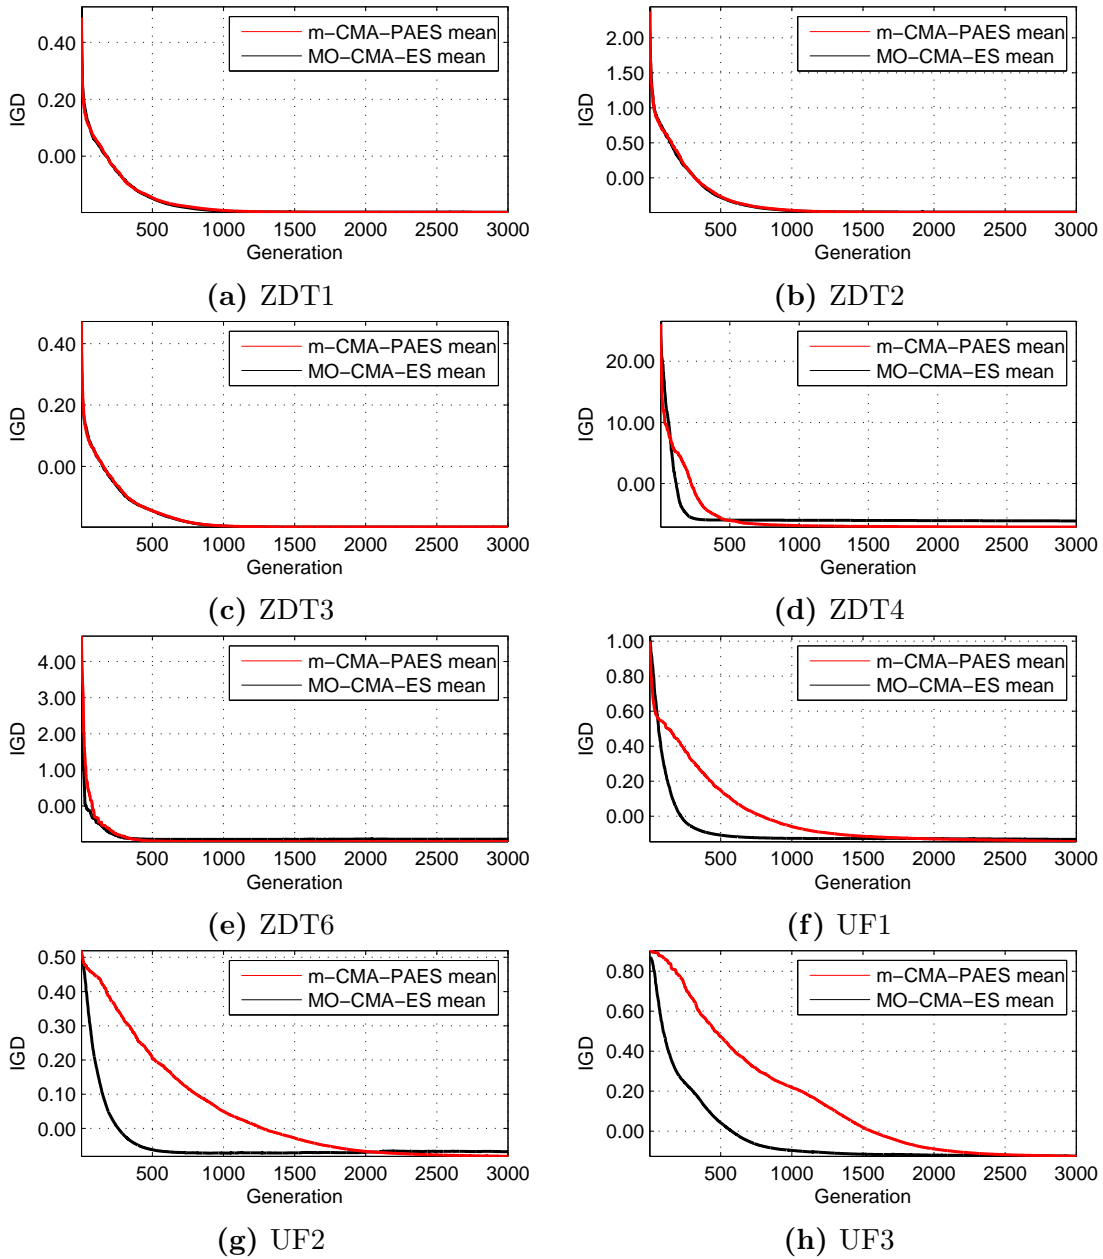 0.40
0.20
0.00
IGD
m−CMA−PAES mean
MO−CMA−ES mean
500 1000 1500 2000 2500 3000
Generation
(a) ZDT1
2.00
1.50
1.00
0.50
0.00
IGD
m−CMA−PAES mean
MO−CMA−ES mean
500 1000 1500 2000 2500 3000
Generation
(b) ZDT2
0.40
0.20
0.00
IGD
m−CMA−PAES mean
MO−CMA−ES mean
500 1000 1500 2000 2500 3000
Generation
(c) ZDT3
20.00
10.00
0.00
IGD
m−CMA−PAES mean
MO−CMA−ES mean
500 1000 1500 2000 2500 3000
Generation
(d) ZDT4
4.00
3.00
2.00
1.00
0.00
IGD
m−CMA−PAES mean
MO−CMA−ES mean
500 1000 1500 2000 2500 3000
Generation
(e) ZDT6
1.00
0.80
0.60
0.40
0.20
0.00
IGD
m−CMA−PAES mean
MO−CMA−ES mean
500 1000 1500 2000 2500 3000
Generation
(f) UF1
0.50
0.40
0.30
0.20
0.10
0.00
IGD
m−CMA−PAES mean
MO−CMA−ES mean
500 1000 1500 2000 2500 3000
Generation
(g) UF2
0.80
0.60
0.40
0.20
0.00
IGD
m−CMA−PAES mean
MO−CMA−ES mean
500 1000 1500 2000 2500 3000
Generation
(h) UF3